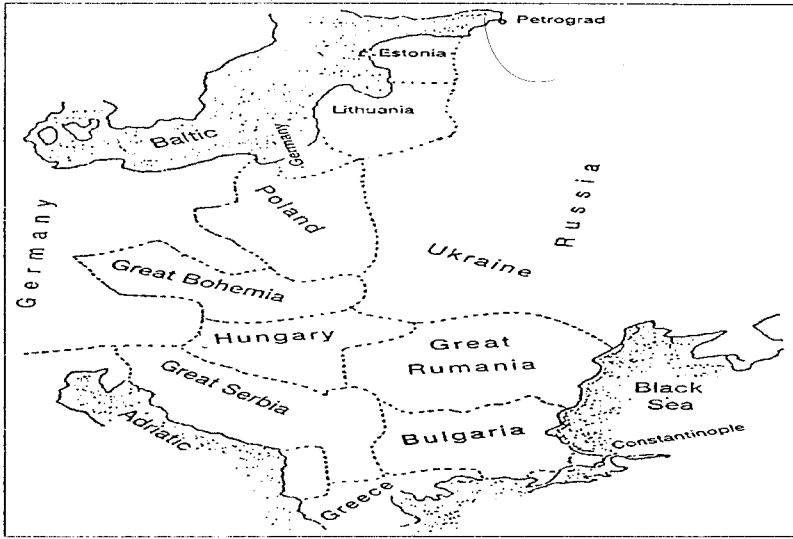 Petrograd
Estonia
Lithuania
Baltic
Germany
Poland
Russia
Germany
Ukraine
Great Bohemia
Hungary
Great
Rumania
Great Serbia
Black
Sea
Adriatic
Bulgaria
Constantinople
Greece